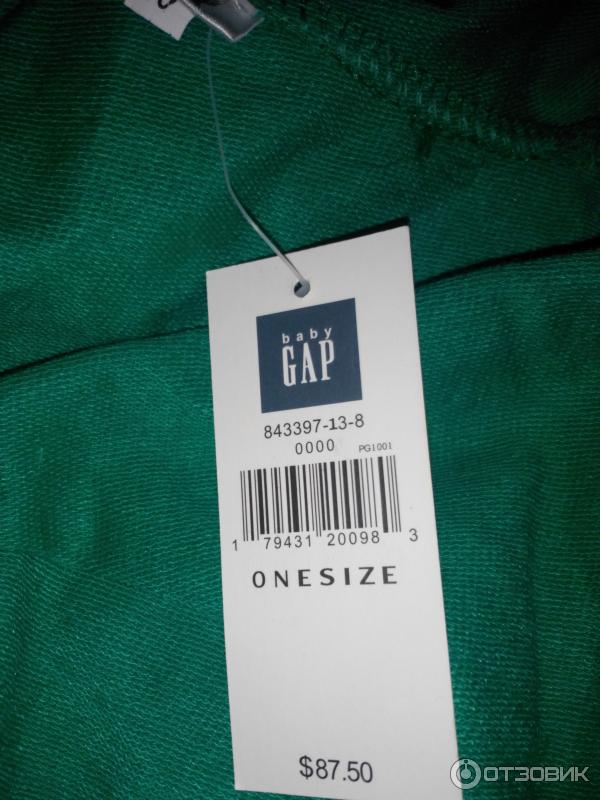 baby
GAP
843397-13-8
0000 PG1001
1 79431 20098 3
ONESIZE
$87.50
ОТЗОВИК